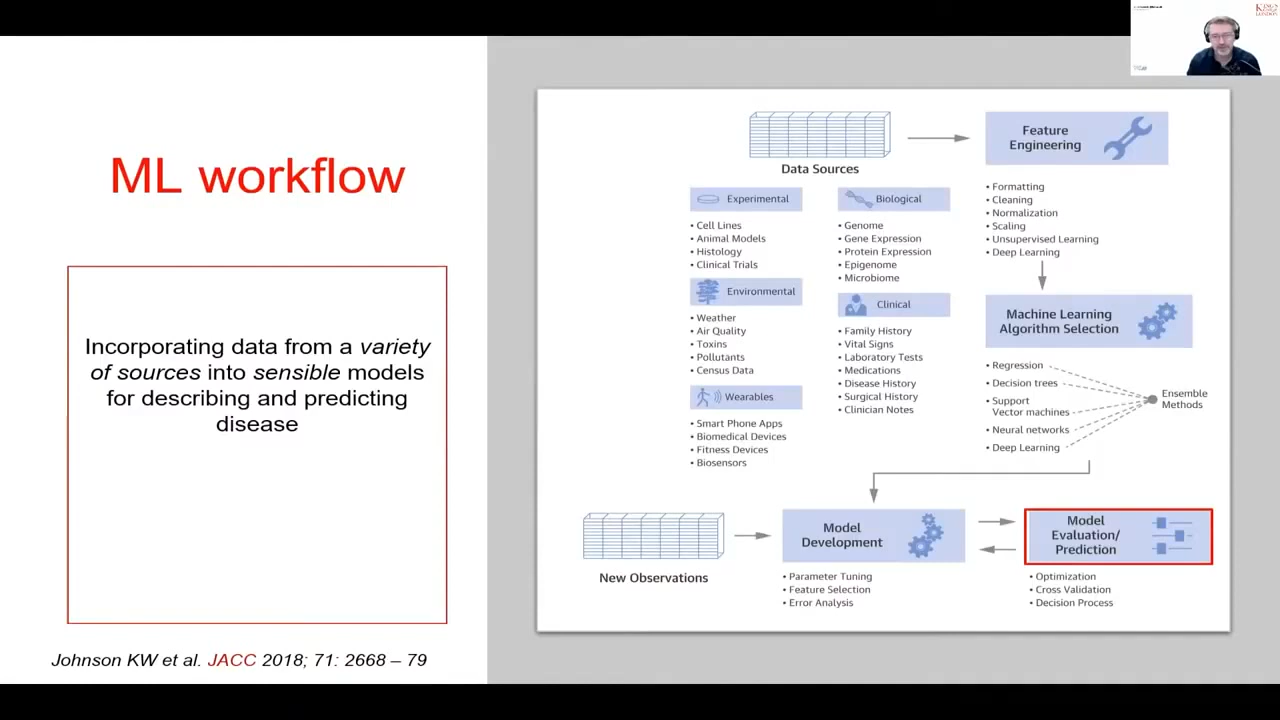 KING'S
LONDON
ML workflow
Incorporating data from a variety
of sources into sensible models
for describing and predicting
disease
Johnson KW et al. JACC 2018; 71: 2668 – 79
Data Sources
Experimental
• Cell Lines
• Animal Models
• Histology
• Clinical Trials
Environmental
• Weather
• Air Quality
• Toxins
• Pollutants
• Census Data
Wearables
• Smart Phone Apps
• Biomedical Devices
• Fitness Devices
• Biosensors
Biological
• Genome
• Gene Expression
• Protein Expression
• Epigenome
• Microbiome
Clinical
• Family History
• Vital Signs
• Laboratory Tests
• Medications
• Disease History
• Surgical History
• Clinician Notes
Feature
Engineering
• Formatting
• Cleaning
• Normalization
• Scaling
• Unsupervised Learning
• Deep Learning
Machine Learning
Algorithm Selection
• Regression
• Decision trees
• Support
Vector machines
• Neural networks
• Deep Learning
Ensemble
Methods
New Observations
Model
Development
• Parameter Tuning
• Feature Selection
• Error Analysis
Model
Evaluation/
Prediction
• Optimization
• Cross Validation
• Decision Process